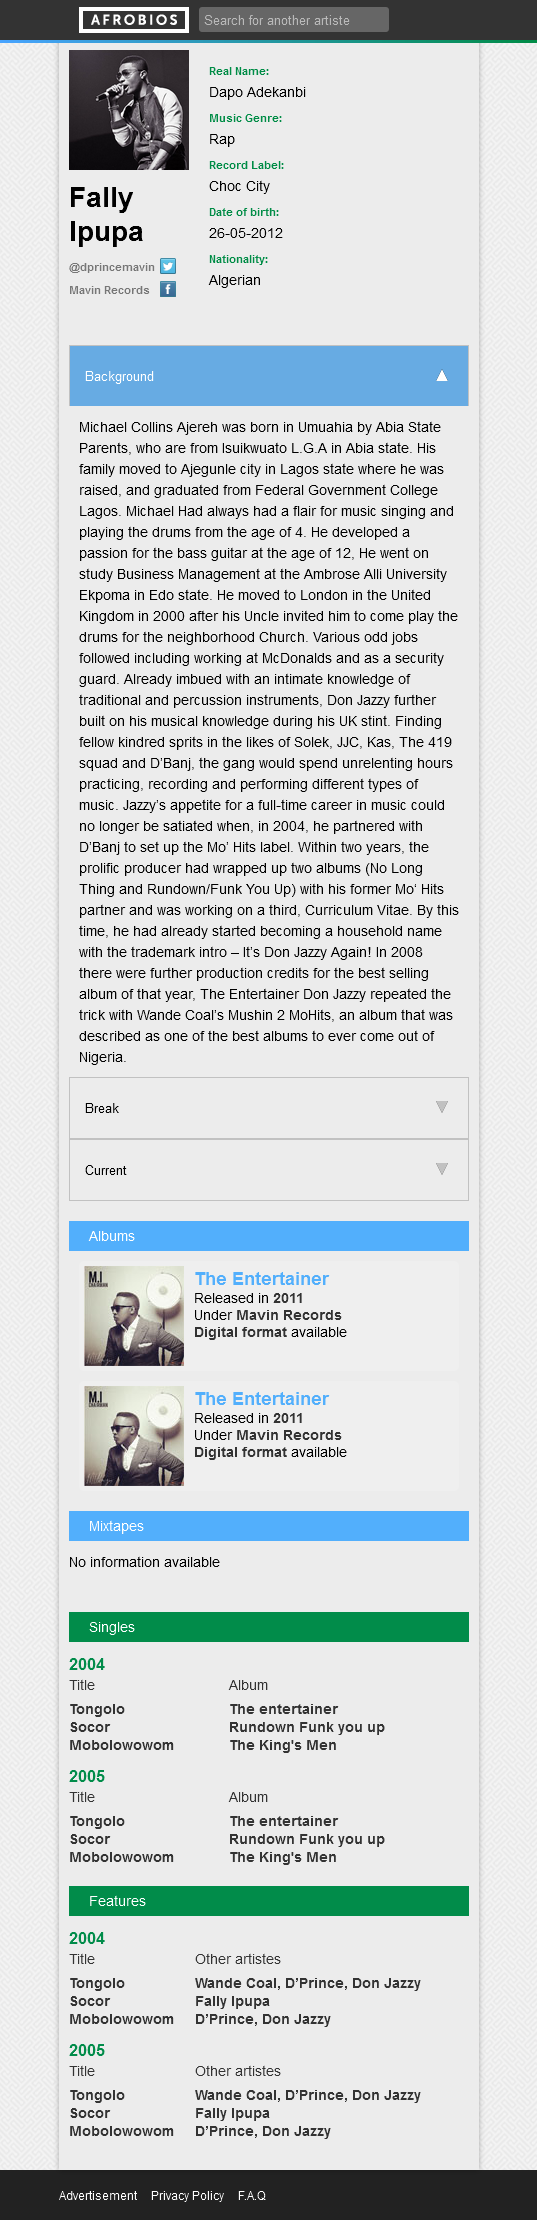 AFROBIOS
Search for another artiste
Real Name:
Dapo Adekanbi
Music Genre:
Rap
Record Label:
Choc City
Date of birth:
26-05-2012
Nationality:
Algerian
Fally
Ipupa
@dprincemavin
Mavin Records
Background
Michael Collins Ajereh was born in Umuahia by Abia State
Parents, who are from Isuikwuato L.G.A in Abia state. His
family moved to Ajegunle city in Lagos state where he was
raised, and graduated from Federal Government College
Lagos. Michael Had always had a flair for music singing and
playing the drums from the age of 4. He developed a
passion for the bass guitar at the age of 12, He went on
study Business Management at the Ambrose Alli University
Ekpoma in Edo state. He moved to London in the United
Kingdom in 2000 after his Uncle invited him to come play the
drums for the neighborhood Church. Various odd jobs
followed including working at McDonalds and as a security
guard. Already imbued with an intimate knowledge of
traditional and percussion instruments, Don Jazzy further
built on his musical knowledge during his UK stint. Finding
fellow kindred sprits in the likes of Solek, JJC, Kas, The 419
squad and D’Banj, the gang would spend unrelenting hours
practicing, recording and performing different types of
music. Jazzy’s appetite for a full-time career in music could
no longer be satiated when, in 2004, he partnered with
D’Banj to set up the Mo’ Hits label. Within two years, the
prolific producer had wrapped up two albums (No Long
Thing and Rundown/Funk You Up) with his former Mo’ Hits
partner and was working on a third, Curriculum Vitae. By this
time, he had already started becoming a household name
with the trademark intro – It’s Don Jazzy Again! In 2008
there were further production credits for the best selling
album of that year, The Entertainer Don Jazzy repeated the
trick with Wande Coal’s Mushin 2 MoHits, an album that was
described as one of the best albums to ever come out of
Nigeria.
Break
Current
Albums
M.I
CHAIRMAN
The Entertainer
Released in 2011
Under Mavin Records
Digital format available
M.I
CHAIRMAN
The Entertainer
Released in 2011
Under Mavin Records
Digital format available
Mixtapes
No information available
Singles
2004
Title Album
Tongolo The entertainer
Socor Rundown Funk you up
Mobolowowom The King's Men
2005
Title Album
Tongolo The entertainer
Socor Rundown Funk you up
Mobolowowom The King's Men
Features
2004
Title Other artistes
Tongolo Wande Coal, D’Prince, Don Jazzy
Socor Fally Ipupa
Mobolowowom D’Prince, Don Jazzy
2005
Title Other artistes
Tongolo Wande Coal, D’Prince, Don Jazzy
Socor Fally Ipupa
Mobolowowom D’Prince, Don Jazzy
Advertisement Privacy Policy F.A.Q